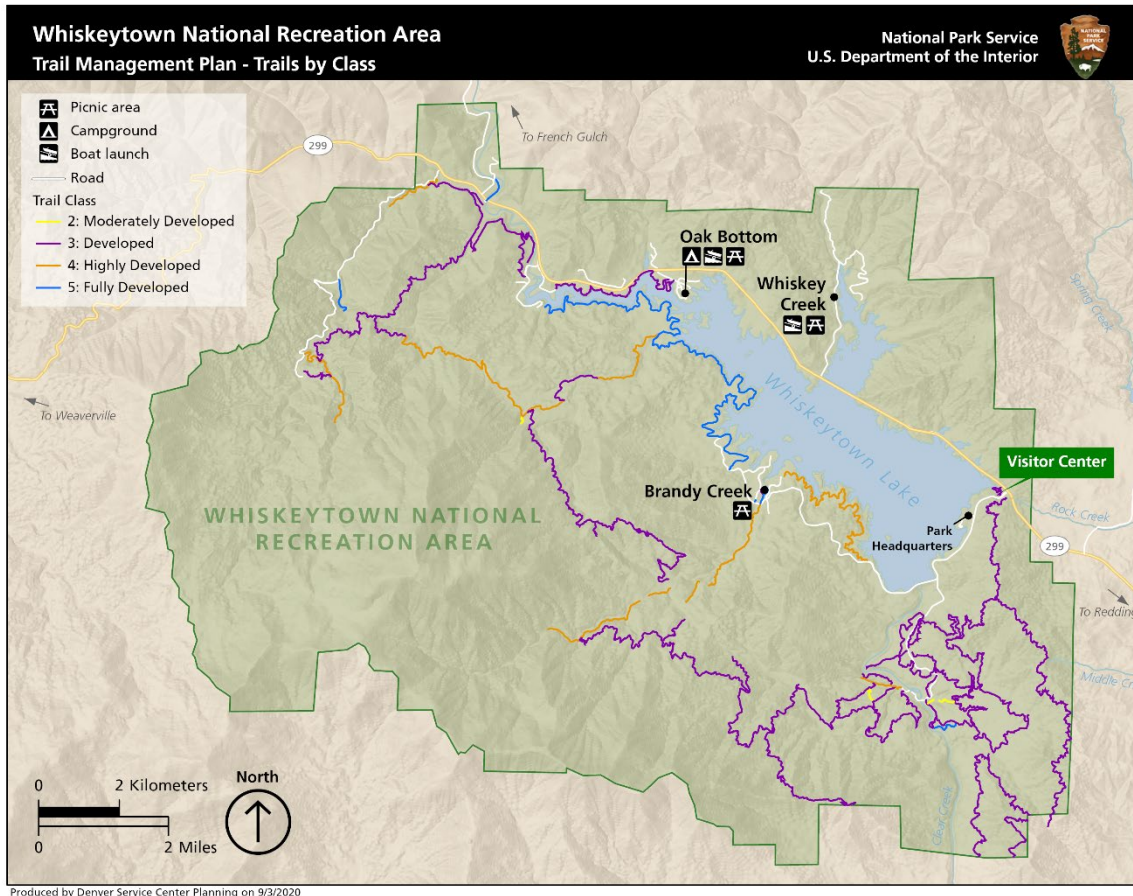 Whiskeytown National Recreation Area
Trail Management Plan - Trails by Class
National Park Service
U.S. Department of the Interior
NATIONAL
PARK
SERVICE
Picnic area
Campground
Boat launch
Road
Trail Class
2: Moderately Developed
3: Developed
4: Highly Developed
5: Fully Developed
299
To French Gulch
Oak Bottom
Whiskey
Creek
Spring Creek
To Weaverville
Whiskeytown Lake
Visitor Center
Brandy Creek
WHISKEYTOWN NATIONAL
RECREATION AREA
Park
Headquarters
Rock Creek
299
To Redding
Middle Cr
Clear Creek
0 2 Kilometers
0 2 Miles
North
Produced by Denver Service Center Planning on 9/3/2020